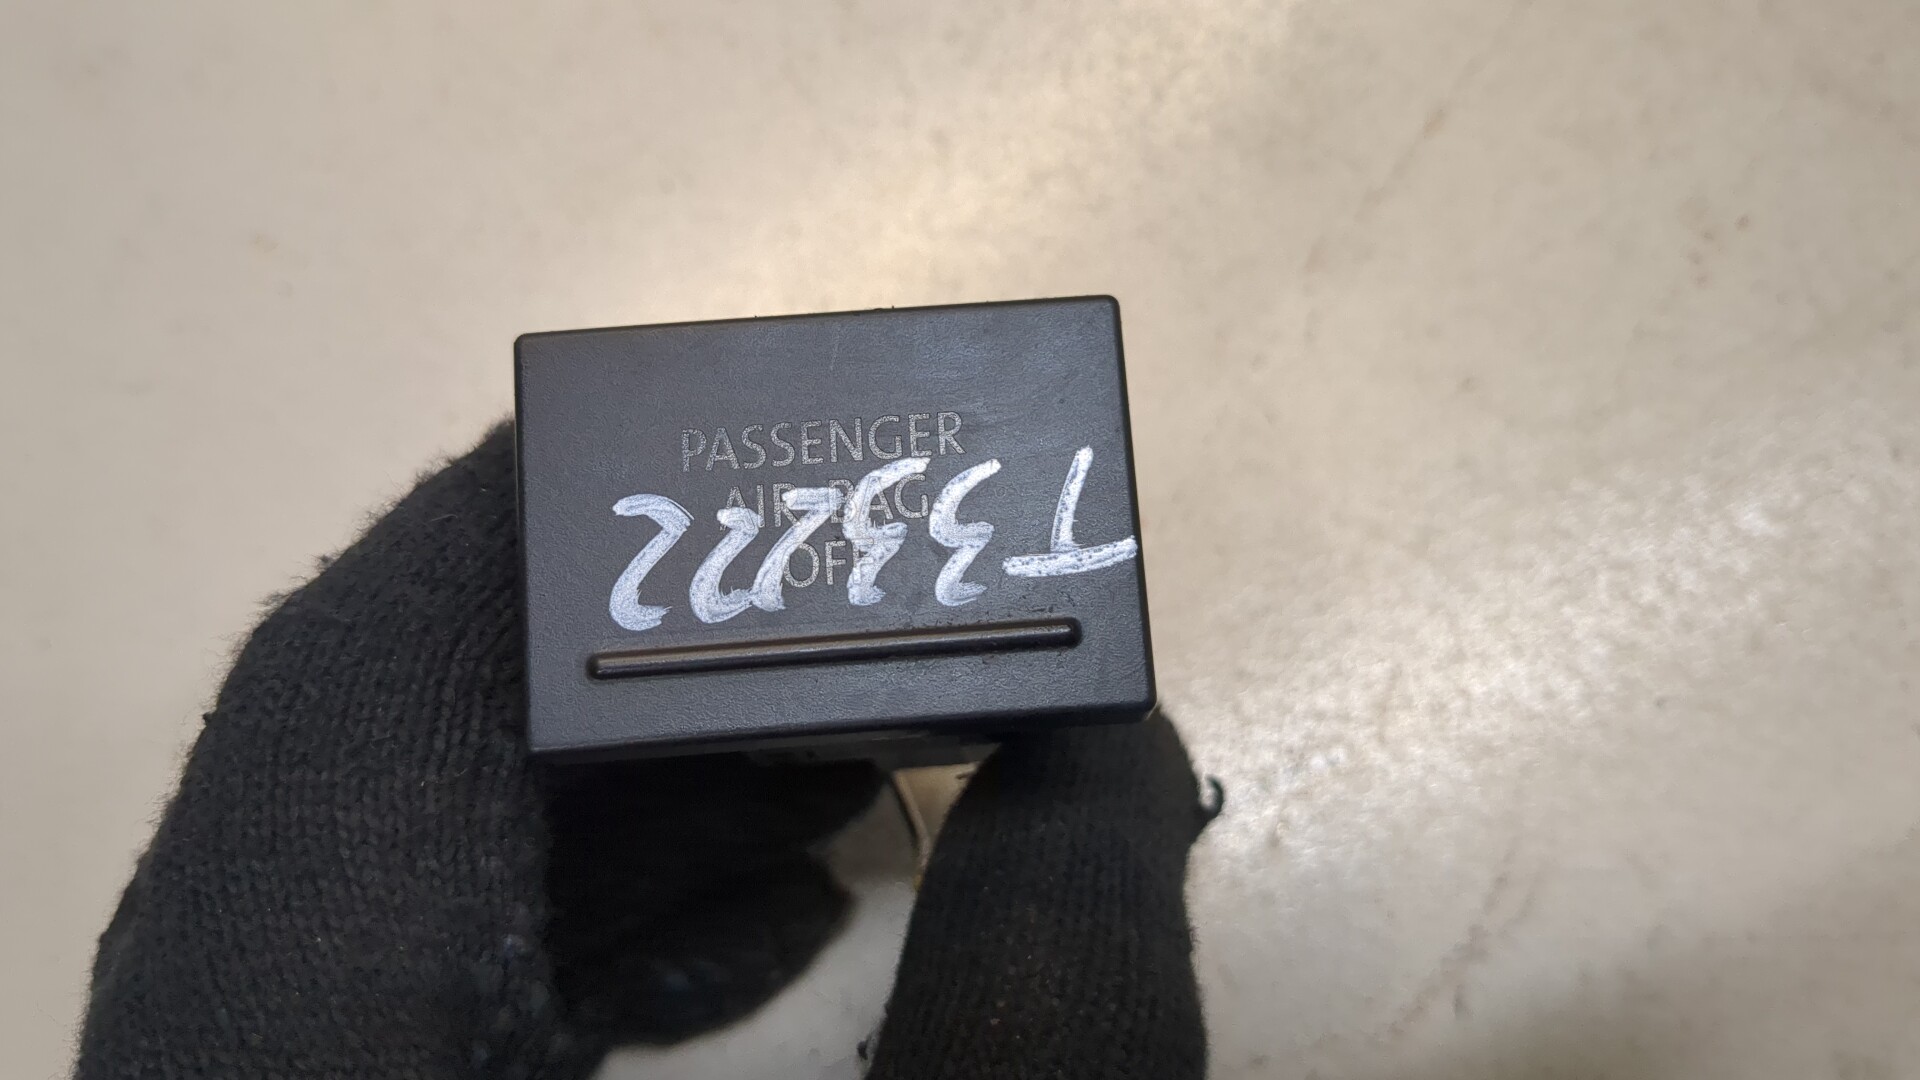 PASSENGER
AIR BAG
OFF
T33222